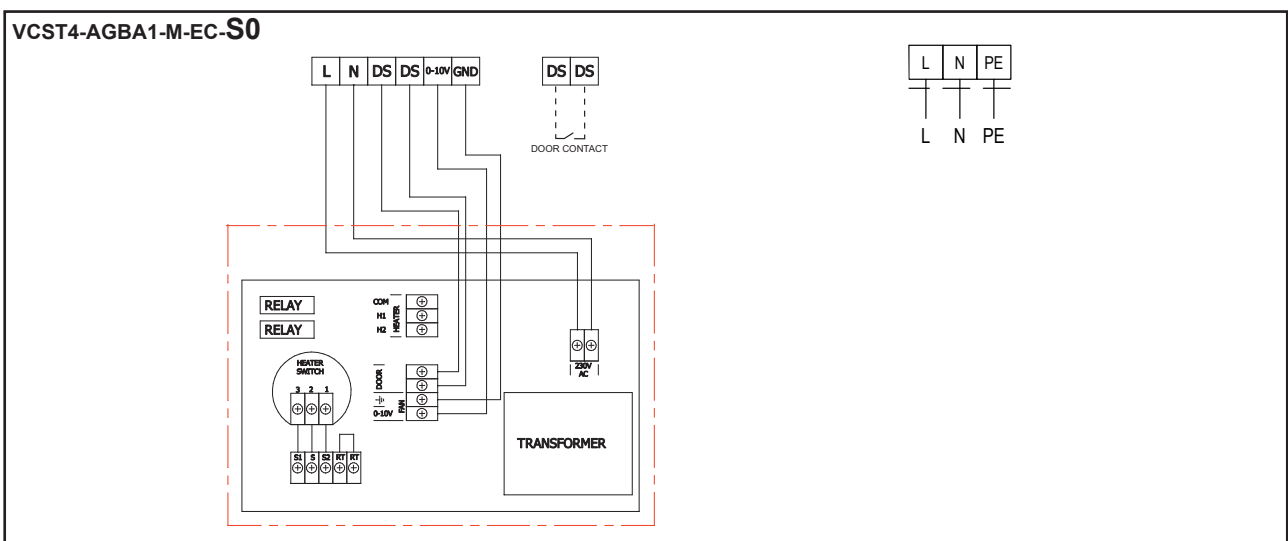 VCST4-AGBA1-M-EC-S0
L N DS DS 0-10V GND
DS DS
DOOR CONTACT
L N PE
L N PE
RELAY
RELAY
COM
H1
H2
HEATER
HEATER
SWITCH
3 2 1
S1 S S2 RT RT
DOOR
FAN
0-10V
230V
AC
TRANSFORMER